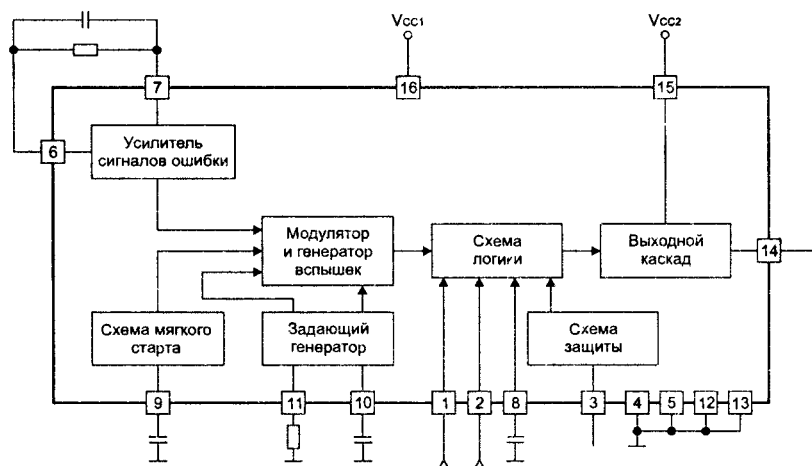 Vcc1
Vcc2
7
16
15
6
Усилитель
сигналов ошибки
Модулятор
и генератор
вспышек
Схема
логики
Выходной
каскад
14
Схема мягкого
старта
Задающий
генератор
Схема
защиты
9
11
10
1
2
8
3
4
5
12
13